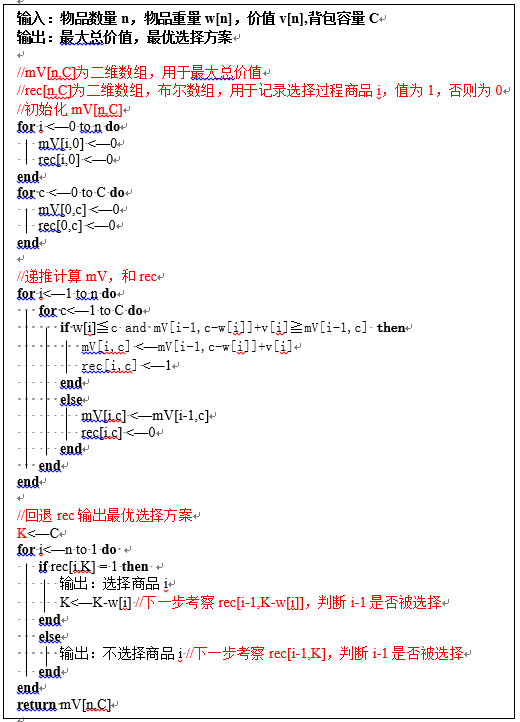 输入：物品数量 n，物品重量 w[n]，价值 v[n],背包容量 C
输出：最大总价值，最优选择方案
//mV[n,C]为二维数组，用于最大总价值
//rec[n,C]为二维数组，布尔数组，用于记录选择过程商品 i，值为 1，否则为 0
//初始化 mV[n,C]
for i <—0 to n do
mV[i,0] <—0
rec[i,0] <—0
end
for c <—0 to C do
mV[0,c] <—0
rec[0,c] <—0
end
//递推计算 mV，和 rec
for i<—1 to n do
for c<—1 to C do
if w[i]≦c and mV[i-1,c-w[i]]+v[i]≧mV[i-1,c] then
mV[i,c] <—mV[i-1,c-w[i]]+v[i]
rec[i,c] <—1
end
else
mV[i,c] <—mV[i-1,c]
rec[i,c] <—0
end
end
end
//回退 rec 输出最优选择方案
K<—C
for i<—n to 1 do
if rec[i,K] = 1 then
输出：选择商品 i
K<—K-w[i] //下一步考察 rec[i-1,K-w[i]]，判断 i-1 是否被选择
end
else
输出：不选择商品 i //下一步考察 rec[i-1,K]，判断 i-1 是否被选择
end
end
return mV[n,C]